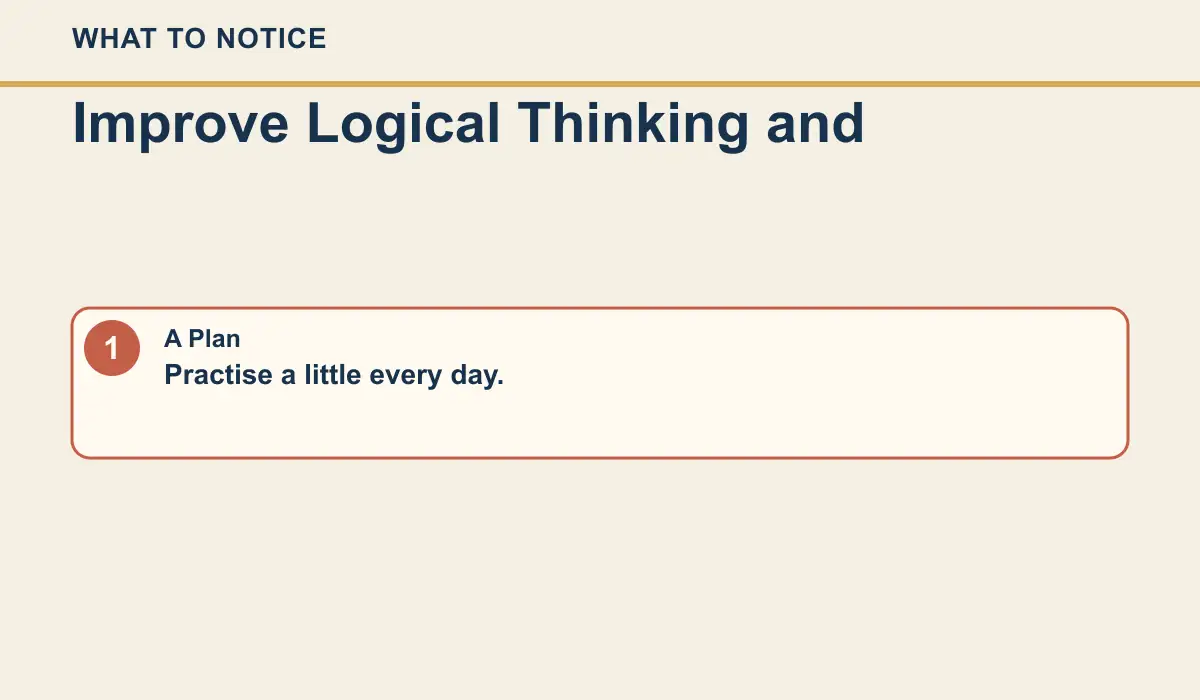 WHAT TO NOTICE
Improve Logical Thinking and
1
A Plan
Practise a little every day.